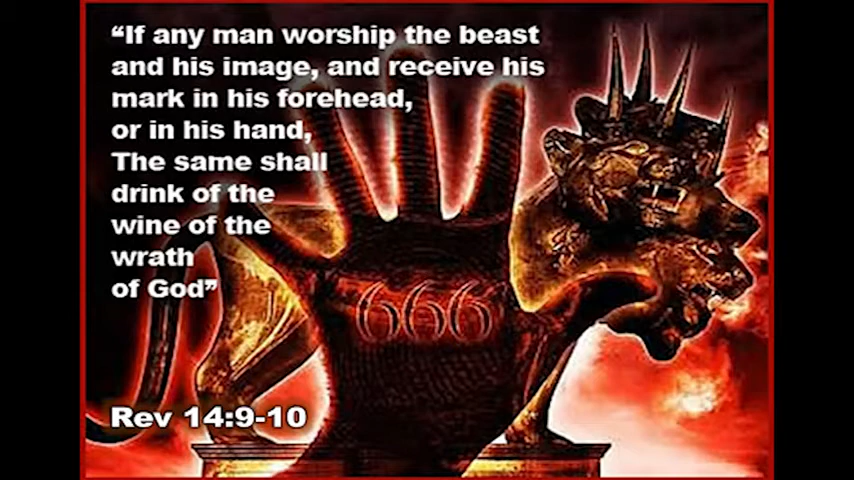 “If any man worship the beast
and his image, and receive his
mark in his forehead,
or in his hand,
The same shall
drink of the
wine of the
wrath
of God”
666
Rev 14:9-10